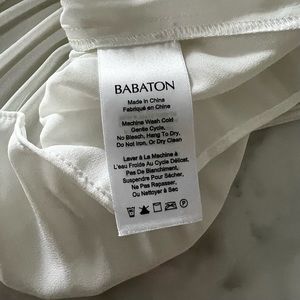 BABATON
Made in China
Fabriqué en Chine
Machine Wash Cold
Gentle Cycle,
No Bleach, Hang To Dry,
Do Not Iron, Or Dry Clean
Laver À La Machine À
L'eau Froide Au Cycle Délicat,
Pas De Blanchiment,
Suspendre Pour Sécher,
Ne Pas Repasser,
Ou Nettoyer à Sec